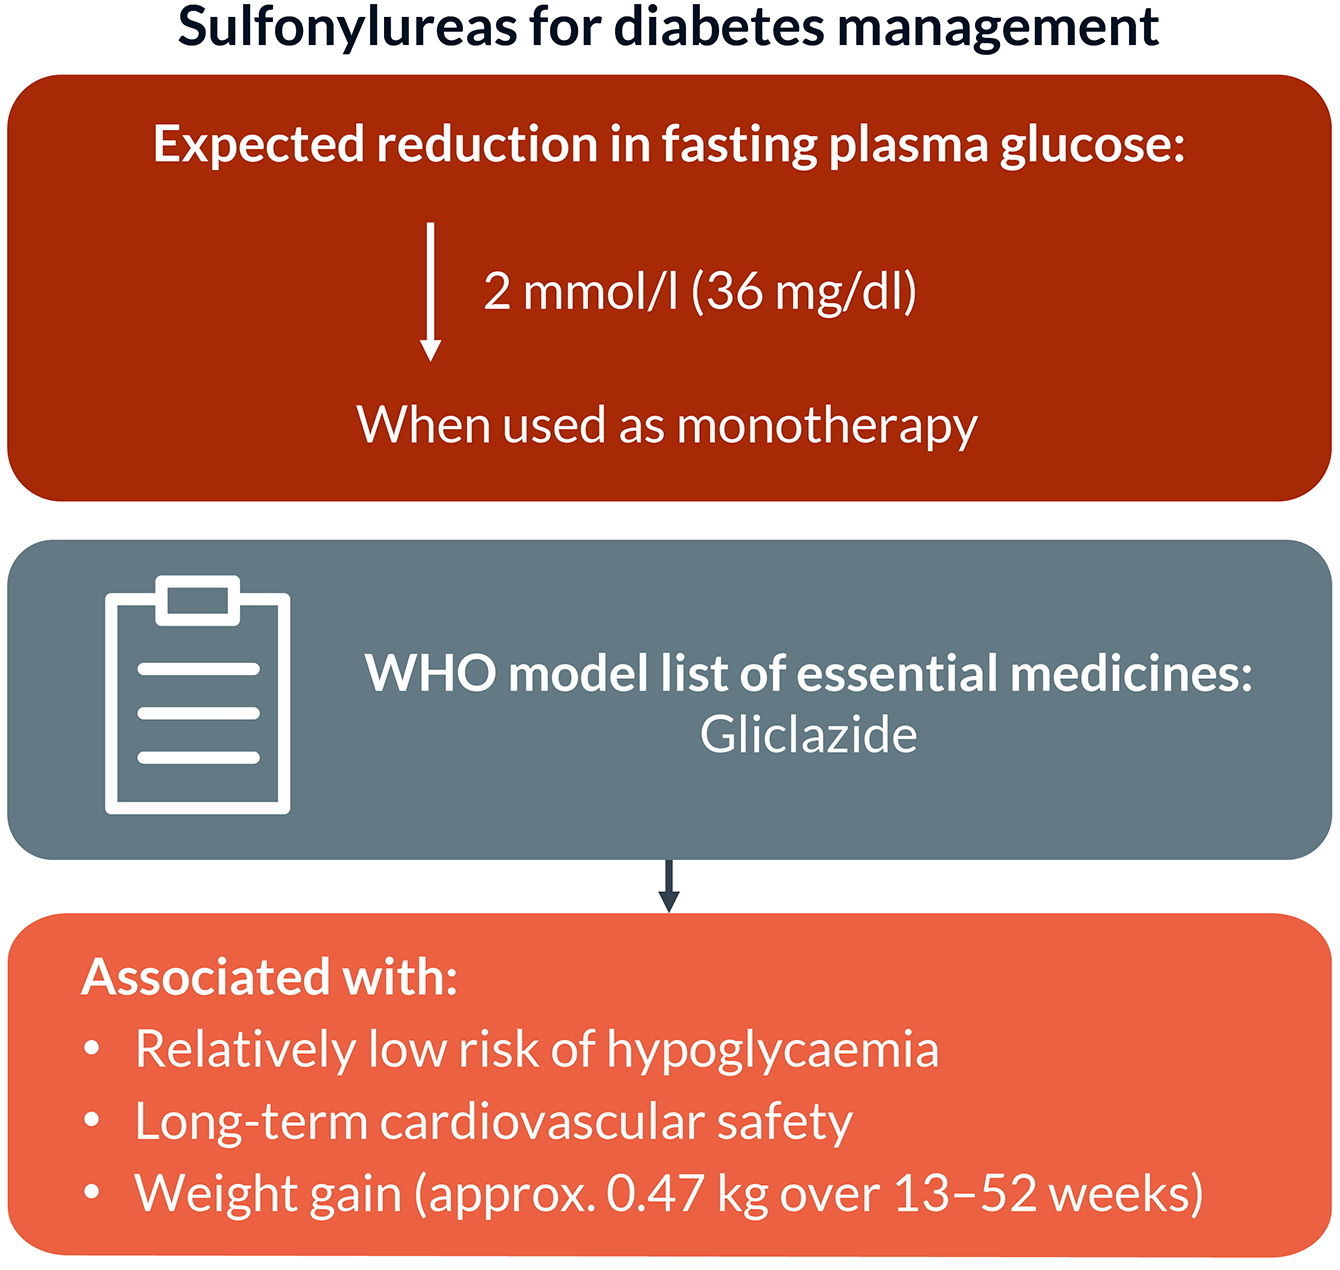 Sulfonylureas for diabetes management
Expected reduction in fasting plasma glucose:
2 mmol/l (36 mg/dl)
When used as monotherapy
WHO model list of essential medicines:
Gliclazide
Associated with:
• Relatively low risk of hypoglycaemia
• Long-term cardiovascular safety
• Weight gain (approx. 0.47 kg over 13–52 weeks)